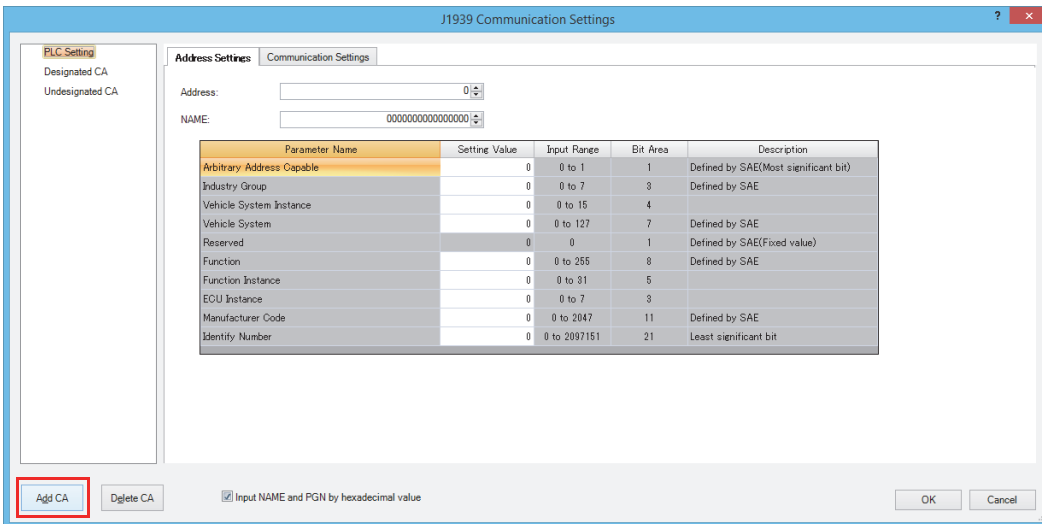 J1939 Communication Settings
? ×
PLC Setting
Designated CA
Undesignated CA
Address Settings Communication Settings
Address: 0
NAME: 0000000000000000
Parameter Name Setting Value Input Range Bit Area Description
Arbitrary Address Capable 0 0 to 1 1 Defined by SAE(Most significant bit)
Industry Group 0 0 to 7 3 Defined by SAE
Vehicle System Instance 0 0 to 15 4
Vehicle System 0 0 to 127 7 Defined by SAE
Reserved 0 0 1 Defined by SAE(Fixed value)
Function 0 0 to 255 8 Defined by SAE
Function Instance 0 0 to 31 5
ECU Instance 0 0 to 7 3
Manufacturer Code 0 0 to 2047 11 Defined by SAE
Identify Number 0 0 to 2097151 21 Least significant bit
Add CA Delete CA Input NAME and PGN by hexadecimal value OK Cancel